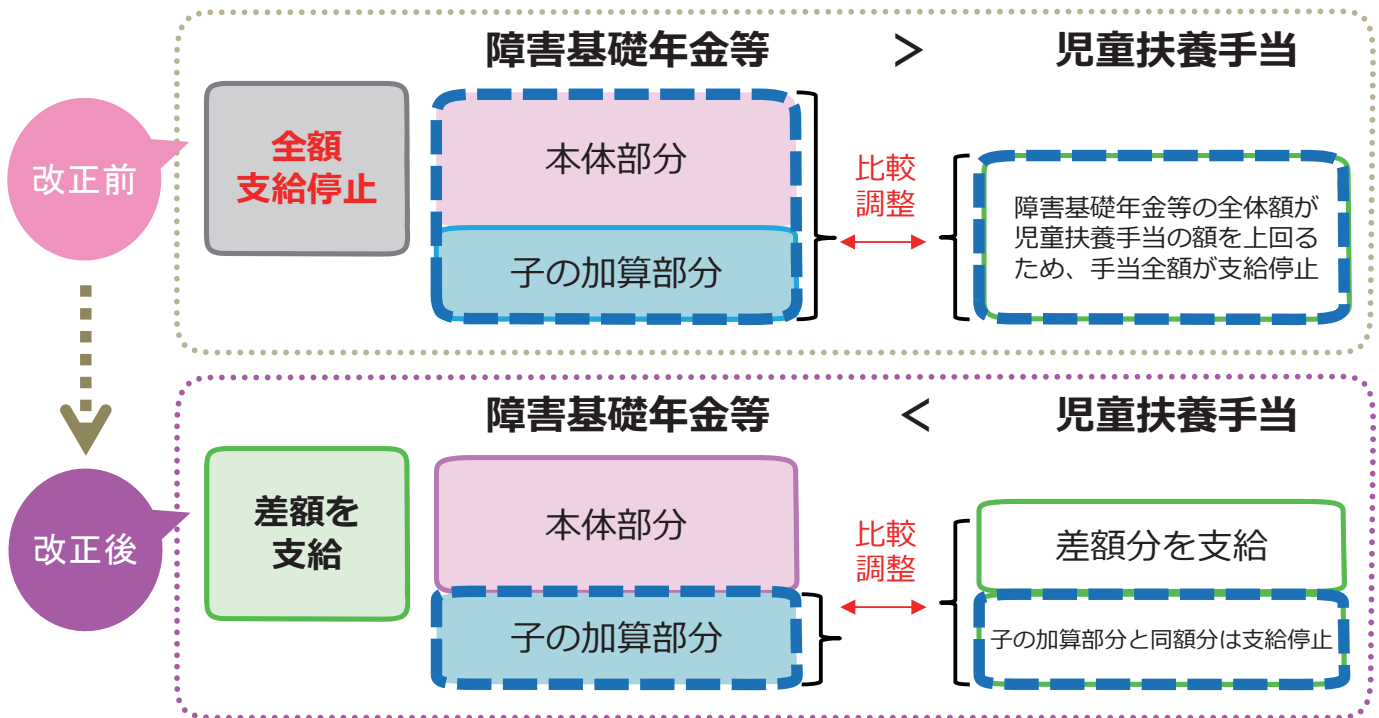 障害基礎年金等 > 児童扶養手当
改正前
全額
支給停止
本体部分
子の加算部分
比較
調整
障害基礎年金等の全体額が
児童扶養手当の額を上回る
ため、手当全額が支給停止
障害基礎年金等 < 児童扶養手当
改正後
差額を
支給
本体部分
子の加算部分
比較
調整
差額分を支給
子の加算部分と同額分は支給停止